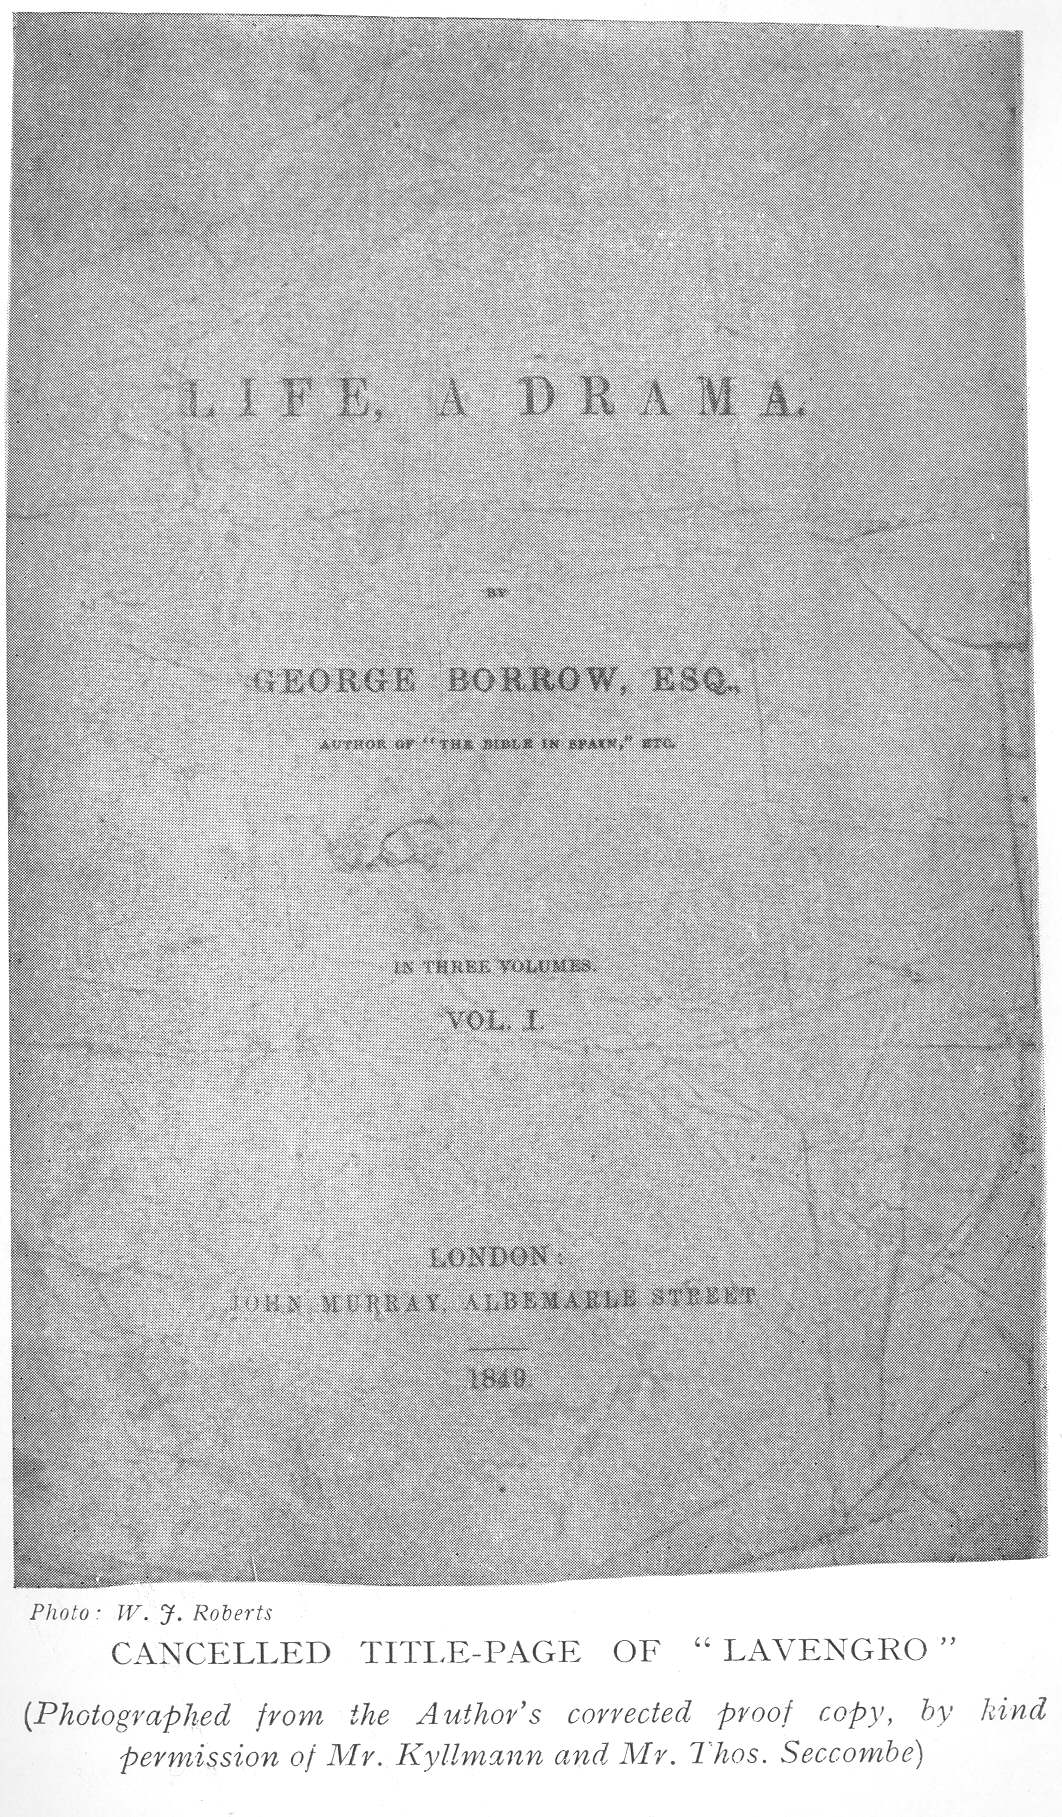 LIFE, A DRAMA.
BY
GEORGE BORROW, ESQ.,
AUTHOR OF "THE BIBLE IN SPAIN," ETC.
IN THREE VOLUMES.
VOL. I.
LONDON:
JOHN MURRAY, ALBEMARLE STREET
1849.
Photo: W. J. Roberts
CANCELLED TITLE-PAGE OF "LAVENGRO"
(Photographed from the Author's corrected proof copy, by kind
permission of Mr. Kyllmann and Mr. Thos. Seccombe)